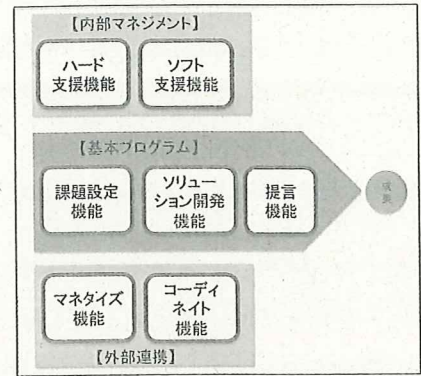 【内部マネジメント】
ハード
支援機能
ソフト
支援機能
【基本プログラム】
課題設定
機能
ソリュー
ション開発
機能
提言
機能
成
果
マネタイズ
機能
コーディ
ネイト
機能
【外部連携】